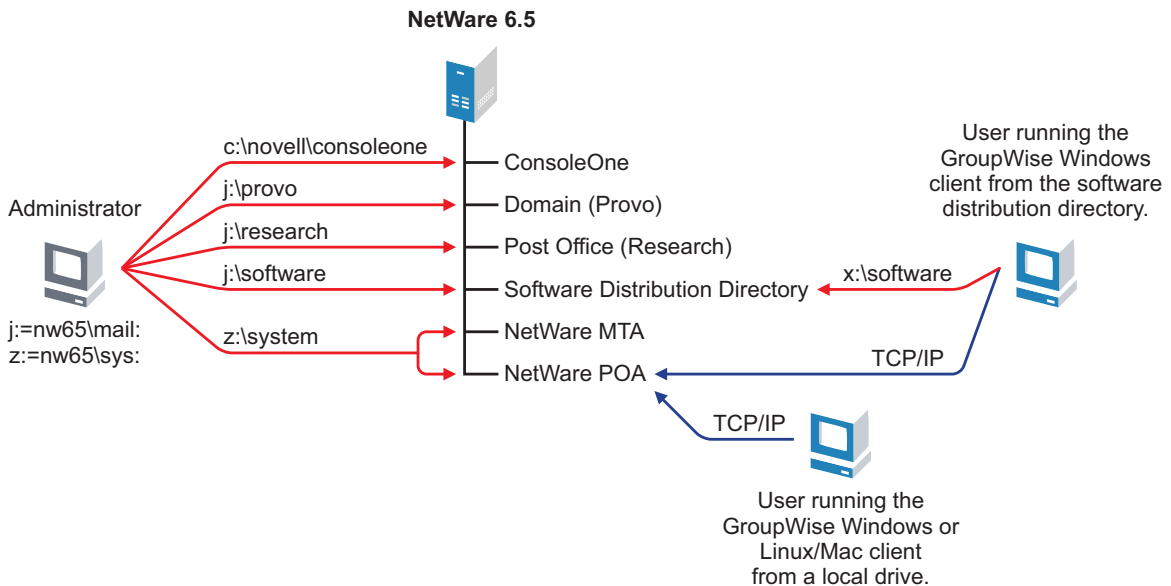 NetWare 6.5
c:\novell\consoleone
ConsoleOne
j:\provo
Domain (Provo)
Administrator
j:\research
Post Office (Research)
j:\software
Software Distribution Directory
j:=nw65\mail:
z:=nw65\sys:
z:\system
NetWare MTA
NetWare POA
User running the
GroupWise Windows
client from the software
distribution directory.
x:\software
TCP/IP
TCP/IP
User running the
GroupWise Windows or
Linux/Mac client
from a local drive.